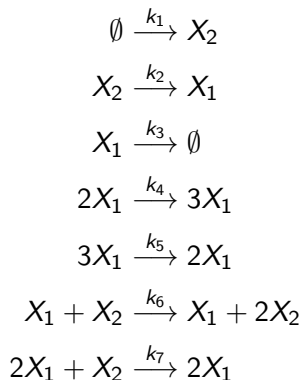 ∅ —k₁→ X₂
X₂ —k₂→ X₁
X₁ —k₃→ ∅
2X₁ —k₄→ 3X₁
3X₁ —k₅→ 2X₁
X₁ + X₂ —k₆→ X₁ + 2X₂
2X₁ + X₂ —k₇→ 2X₁